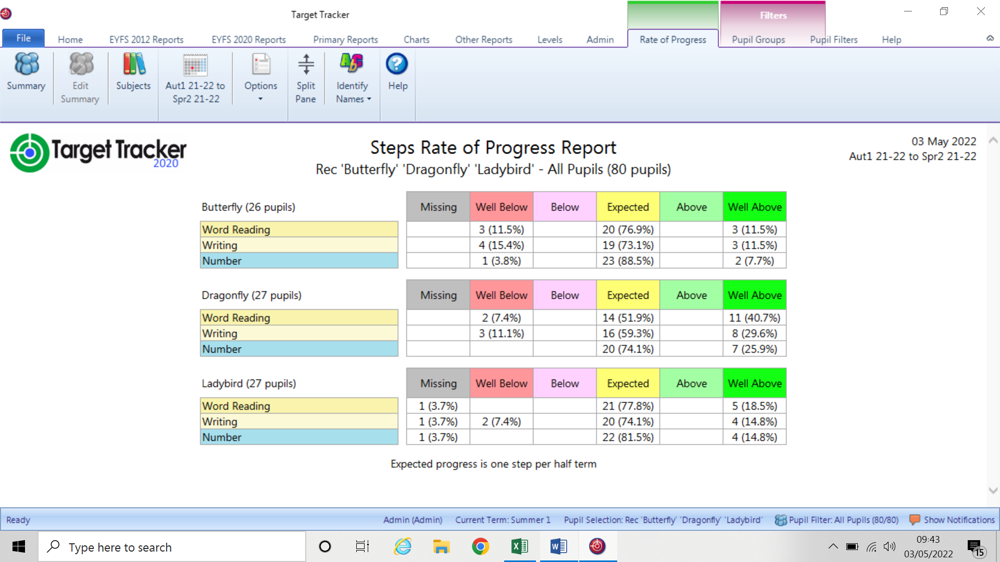 Target Tracker
Filters
File Home EYFS 2012 Reports EYFS 2020 Reports Primary Reports Charts Other Reports Levels Admin Rate of Progress Pupil Groups Pupil Filters Help
Summary
Edit
Summary
Subjects
Aut1 21-22 to
Spr2 21-22
Options
Split
Pane
Identify
Names
Help
Target Tracker
2020
Steps Rate of Progress Report
Rec 'Butterfly' 'Dragonfly' 'Ladybird' - All Pupils (80 pupils)
03 May 2022
Aut1 21-22 to Spr2 21-22
Butterfly (26 pupils) Missing Well Below Below Expected Above Well Above
Word Reading 3 (11.5%) 20 (76.9%) 3 (11.5%)
Writing 4 (15.4%) 19 (73.1%) 3 (11.5%)
Number 1 (3.8%) 23 (88.5%) 2 (7.7%)
Dragonfly (27 pupils) Missing Well Below Below Expected Above Well Above
Word Reading 2 (7.4%) 14 (51.9%) 11 (40.7%)
Writing 3 (11.1%) 16 (59.3%) 8 (29.6%)
Number 20 (74.1%) 7 (25.9%)
Ladybird (27 pupils) Missing Well Below Below Expected Above Well Above
Word Reading 1 (3.7%) 21 (77.8%) 5 (18.5%)
Writing 1 (3.7%) 2 (7.4%) 20 (74.1%) 4 (14.8%)
Number 1 (3.7%) 22 (81.5%) 4 (14.8%)
Expected progress is one step per half term
Ready Admin (Admin) Current Term: Summer 1 Pupil Selection: Rec 'Butterfly' 'Dragonfly' 'Ladybird' Pupil Filter: All Pupils (80/80) Show Notifications
Type here to search
09:43
03/05/2022
15